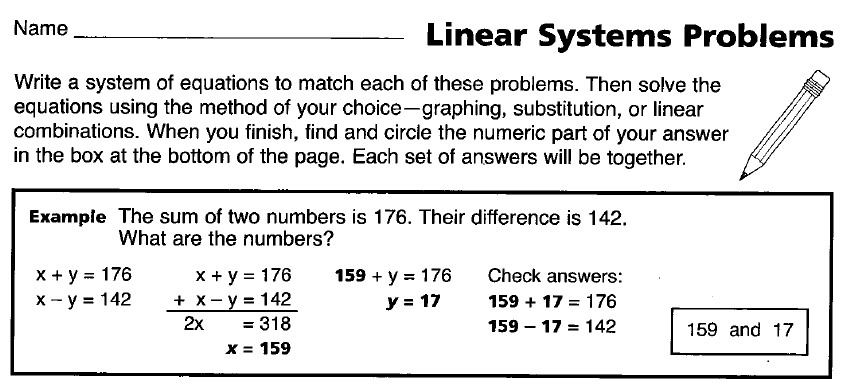 Name
Linear Systems Problems
Write a system of equations to match each of these problems. Then solve the
equations using the method of your choice—graphing, substitution, or linear
combinations. When you finish, find and circle the numeric part of your answer
in the box at the bottom of the page. Each set of answers will be together.
Example The sum of two numbers is 176. Their difference is 142.
What are the numbers?
x + y = 176 x + y = 176 159 + y = 176 Check answers:
x – y = 142 + x – y = 142 y = 17 159 + 17 = 176
2x = 318 159 – 17 = 142
x = 159
159 and 17